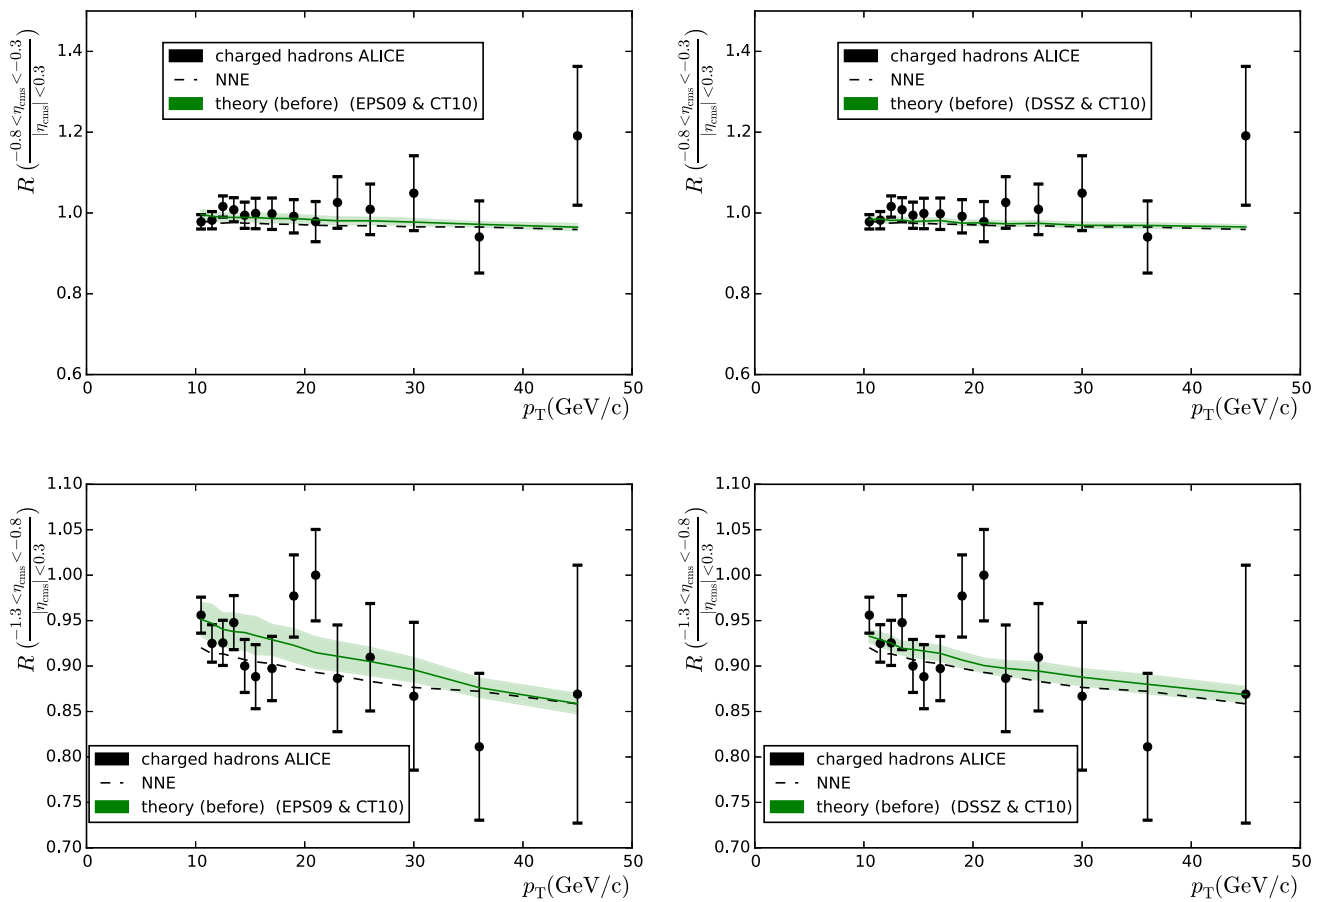 R (−0.8<η_cms<−0.3 / |η_cms|<0.3)
1.4
1.2
1.0
0.8
0.6
charged hadrons ALICE
NNE
theory (before) (EPS09 & CT10)
0 10 20 30 40 50
p_T(GeV/c)
R (−0.8<η_cms<−0.3 / |η_cms|<0.3)
1.4
1.2
1.0
0.8
0.6
charged hadrons ALICE
NNE
theory (before) (DSSZ & CT10)
0 10 20 30 40 50
p_T(GeV/c)
R (−1.3<η_cms<−0.8 / |η_cms|<0.3)
1.10
1.05
1.00
0.95
0.90
0.85
0.80
0.75
0.70
charged hadrons ALICE
NNE
theory (before) (EPS09 & CT10)
0 10 20 30 40 50
p_T(GeV/c)
R (−1.3<η_cms<−0.8 / |η_cms|<0.3)
1.10
1.05
1.00
0.95
0.90
0.85
0.80
0.75
0.70
charged hadrons ALICE
NNE
theory (before) (DSSZ & CT10)
0 10 20 30 40 50
p_T(GeV/c)